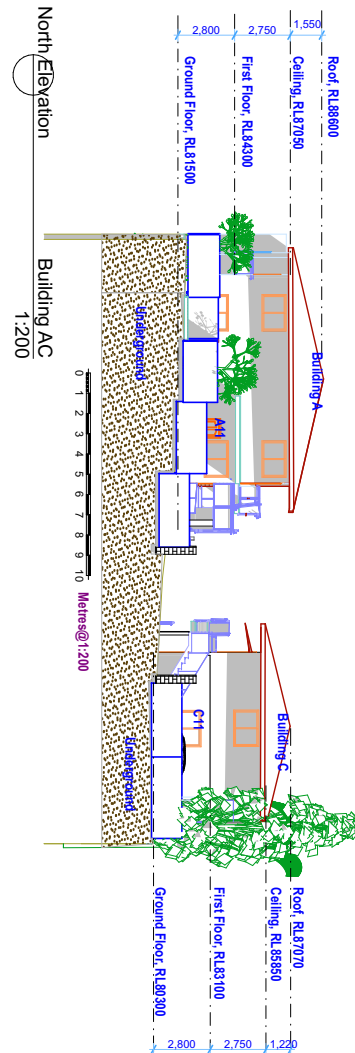 1,550
2,750
2,800
Roof, RL88600
Ceiling, RL87050
First Floor, RL84300
Ground Floor, RL81500
Building A
A11
Underground
Building C
C11
Underground
Roof, RL87070
Ceiling, RL85850
First Floor, RL83100
Ground Floor, RL80300
1,220
2,750
2,800
0 1 2 3 4 5 6 7 8 9 10 Metres@1:200
North Elevation Building AC
1:200